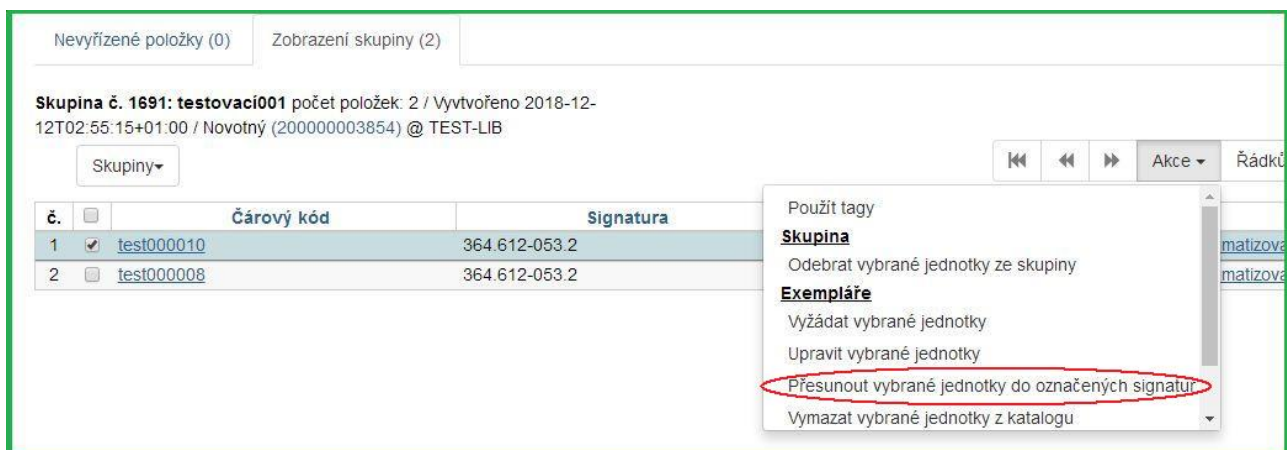 Nevyřízené položky (0) Zobrazení skupiny (2)
Skupina č. 1691: testovací001 počet položek: 2 / Vyvtvořeno 2018-12-
12T02:55:15+01:00 / Novotný (200000003854) @ TEST-LIB
Skupiny Akce Řádků
č. Čárový kód Signatura
1 test000010 364.612-053.2 matizova
2 test000008 364.612-053.2 matizova
Použít tagy
Skupina
Odebrat vybrané jednotky ze skupiny
Exempláře
Vyžádat vybrané jednotky
Upravit vybrané jednotky
Přesunout vybrané jednotky do označených signatur
Vymazat vybrané jednotky z katalogu